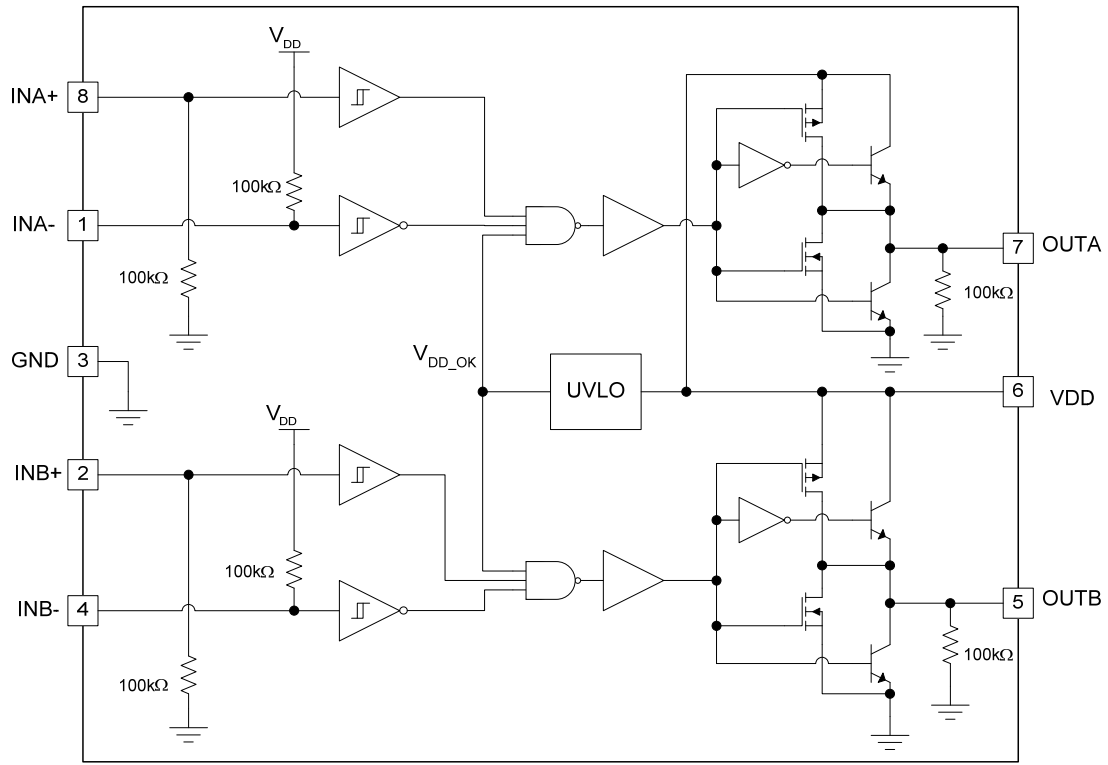 VDD
INA+ 8
100kΩ
INA- 1
100kΩ
7 OUTA
100kΩ
GND 3
VDD_OK
UVLO
6 VDD
VDD
INB+ 2
100kΩ
INB- 4
5 OUTB
100kΩ
100kΩ